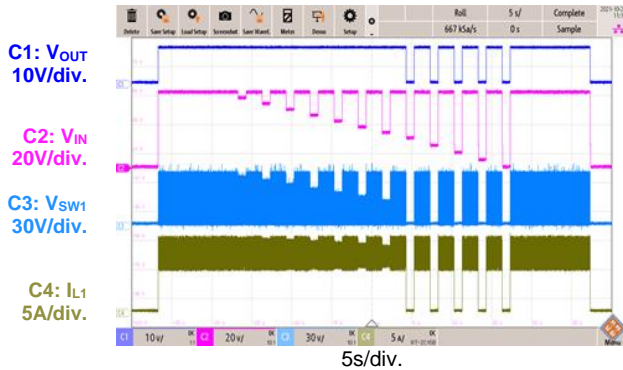 Delete Save Setup Load Setup Screenshot Save Wavef. Meter Demo Setup
Roll 5 s/ Complete
667 kSa/s 0 s Sample
C1: VOUT
10V/div.
C2: VIN
20V/div.
C3: VSW1
30V/div.
C4: IL1
5A/div.
C1 10 v/ C2 20 v/ C3 30 v/ C4 5 A/
Menu
5s/div.